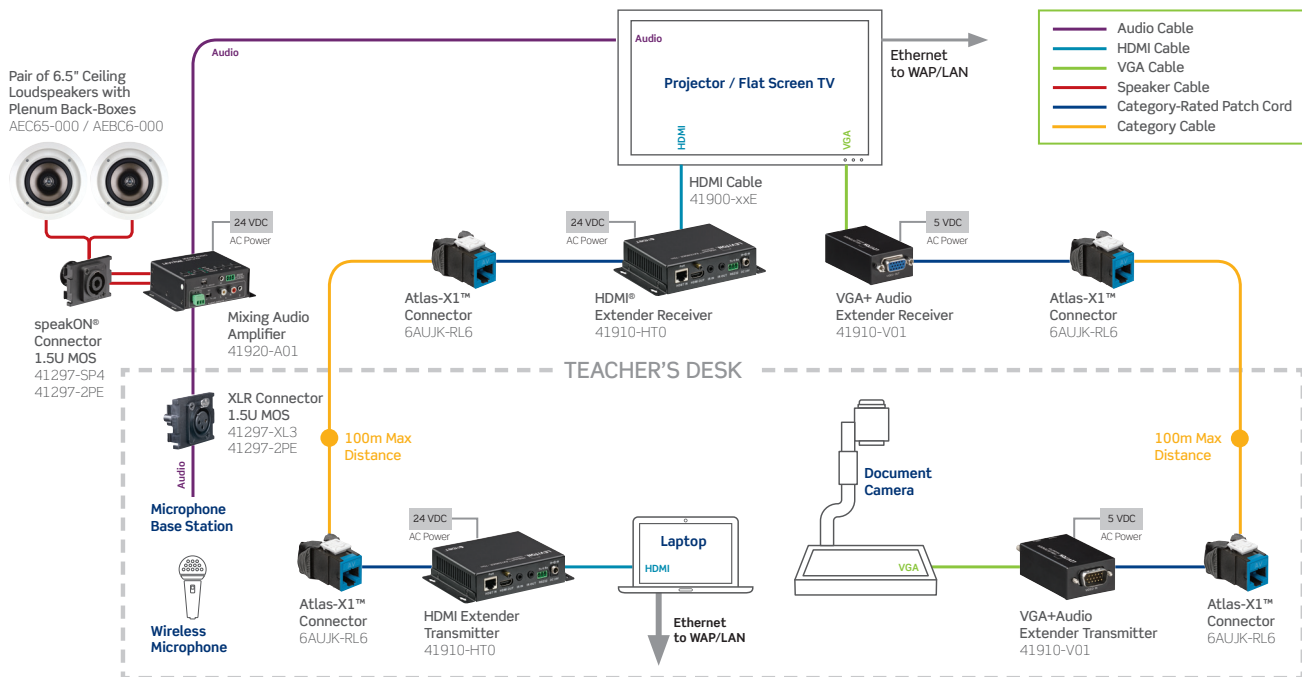 Audio
Projector / Flat Screen TV
HDMI
VGA
Audio
Ethernet
to WAP/LAN
Audio Cable
HDMI Cable
VGA Cable
Speaker Cable
Category-Rated Patch Cord
Category Cable
Pair of 6.5" Ceiling
Loudspeakers with
Plenum Back-Boxes
AEC65-000 / AEBC6-000
HDMI Cable
41900-xxE
24 VDC
AC Power
24 VDC
AC Power
5 VDC
AC Power
speakON®
Connector
1.5U MOS
41297-SP4
41297-2PE
Mixing Audio
Amplifier
41920-A01
Atlas-X1™
Connector
6AUJK-RL6
HDMI®
Extender Receiver
41910-HT0
VGA+ Audio
Extender Receiver
41910-V01
Atlas-X1™
Connector
6AUJK-RL6
TEACHER'S DESK
XLR Connector
1.5U MOS
41297-XL3
41297-2PE
Audio
Microphone
Base Station
Wireless
Microphone
100m Max
Distance
Atlas-X1™
Connector
6AUJK-RL6
24 VDC
AC Power
HDMI Extender
Transmitter
41910-HT0
Laptop
HDMI
Ethernet
to WAP/LAN
Document
Camera
VGA
5 VDC
AC Power
VGA+Audio
Extender Transmitter
41910-V01
100m Max
Distance
Atlas-X1™
Connector
6AUJK-RL6